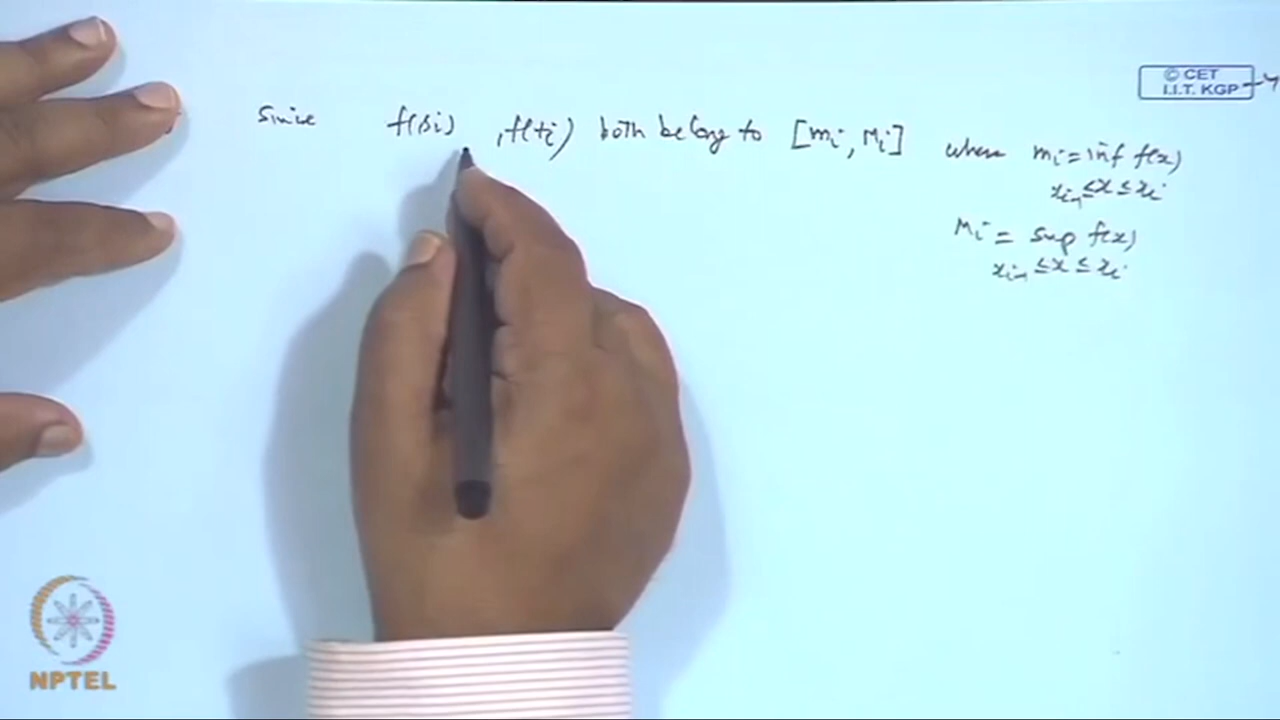 © CET
I.I.T. KGP
Since f(si) , f(ti) both belong to [mi, Mi] where mi = inf f(x)
xi-1 ≤ x ≤ xi
Mi = sup f(x)
xi-1 ≤ x ≤ xi
NPTEL